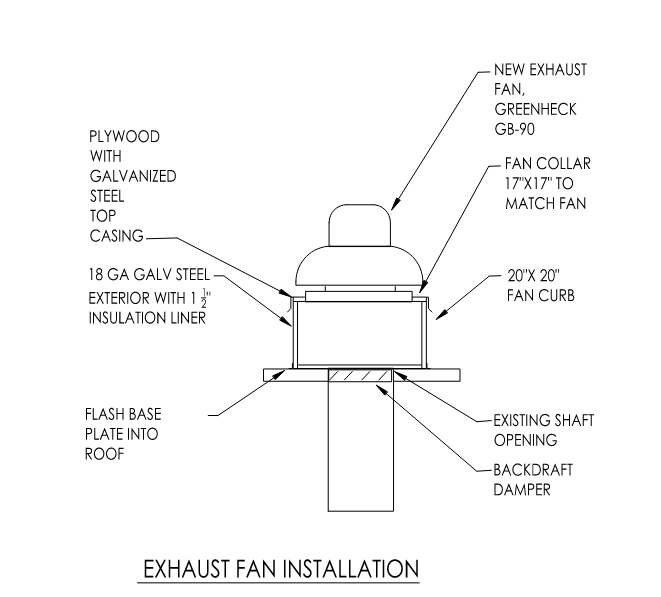 NEW EXHAUST
FAN,
GREENHECK
GB-90
PLYWOOD
WITH
GALVANIZED
STEEL
TOP
CASING
FAN COLLAR
17"X17" TO
MATCH FAN
18 GA GALV STEEL
EXTERIOR WITH 1 1/2"
INSULATION LINER
20"X 20"
FAN CURB
FLASH BASE
PLATE INTO
ROOF
EXISTING SHAFT
OPENING
BACKDRAFT
DAMPER
EXHAUST FAN INSTALLATION